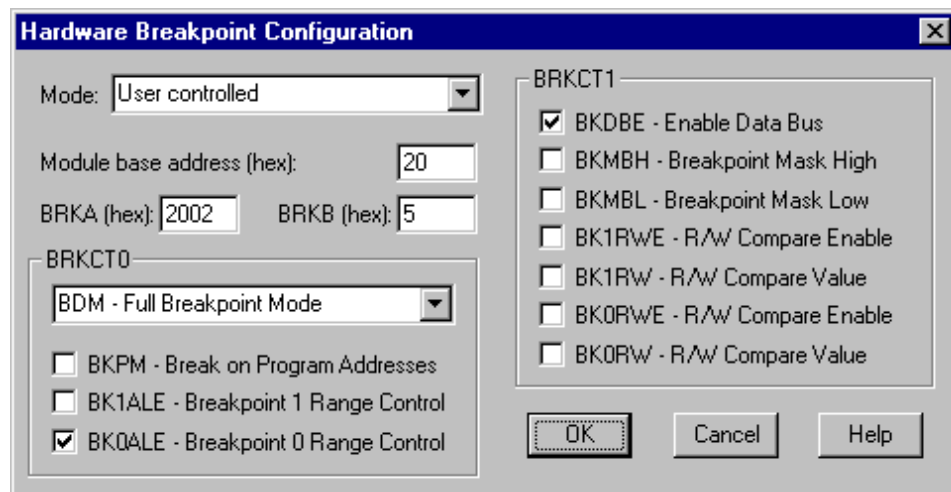 Hardware Breakpoint Configuration
Mode: User controlled
Module base address (hex): 20
BRKA (hex): 2002 BRKB (hex): 5
BRKCT0
BDM - Full Breakpoint Mode
BKPM - Break on Program Addresses
BK1ALE - Breakpoint 1 Range Control
BK0ALE - Breakpoint 0 Range Control
BRKCT1
BKDBE - Enable Data Bus
BKMBH - Breakpoint Mask High
BKMBL - Breakpoint Mask Low
BK1RWE - R/W Compare Enable
BK1RW - R/W Compare Value
BK0RWE - R/W Compare Enable
BK0RW - R/W Compare Value
OK Cancel Help